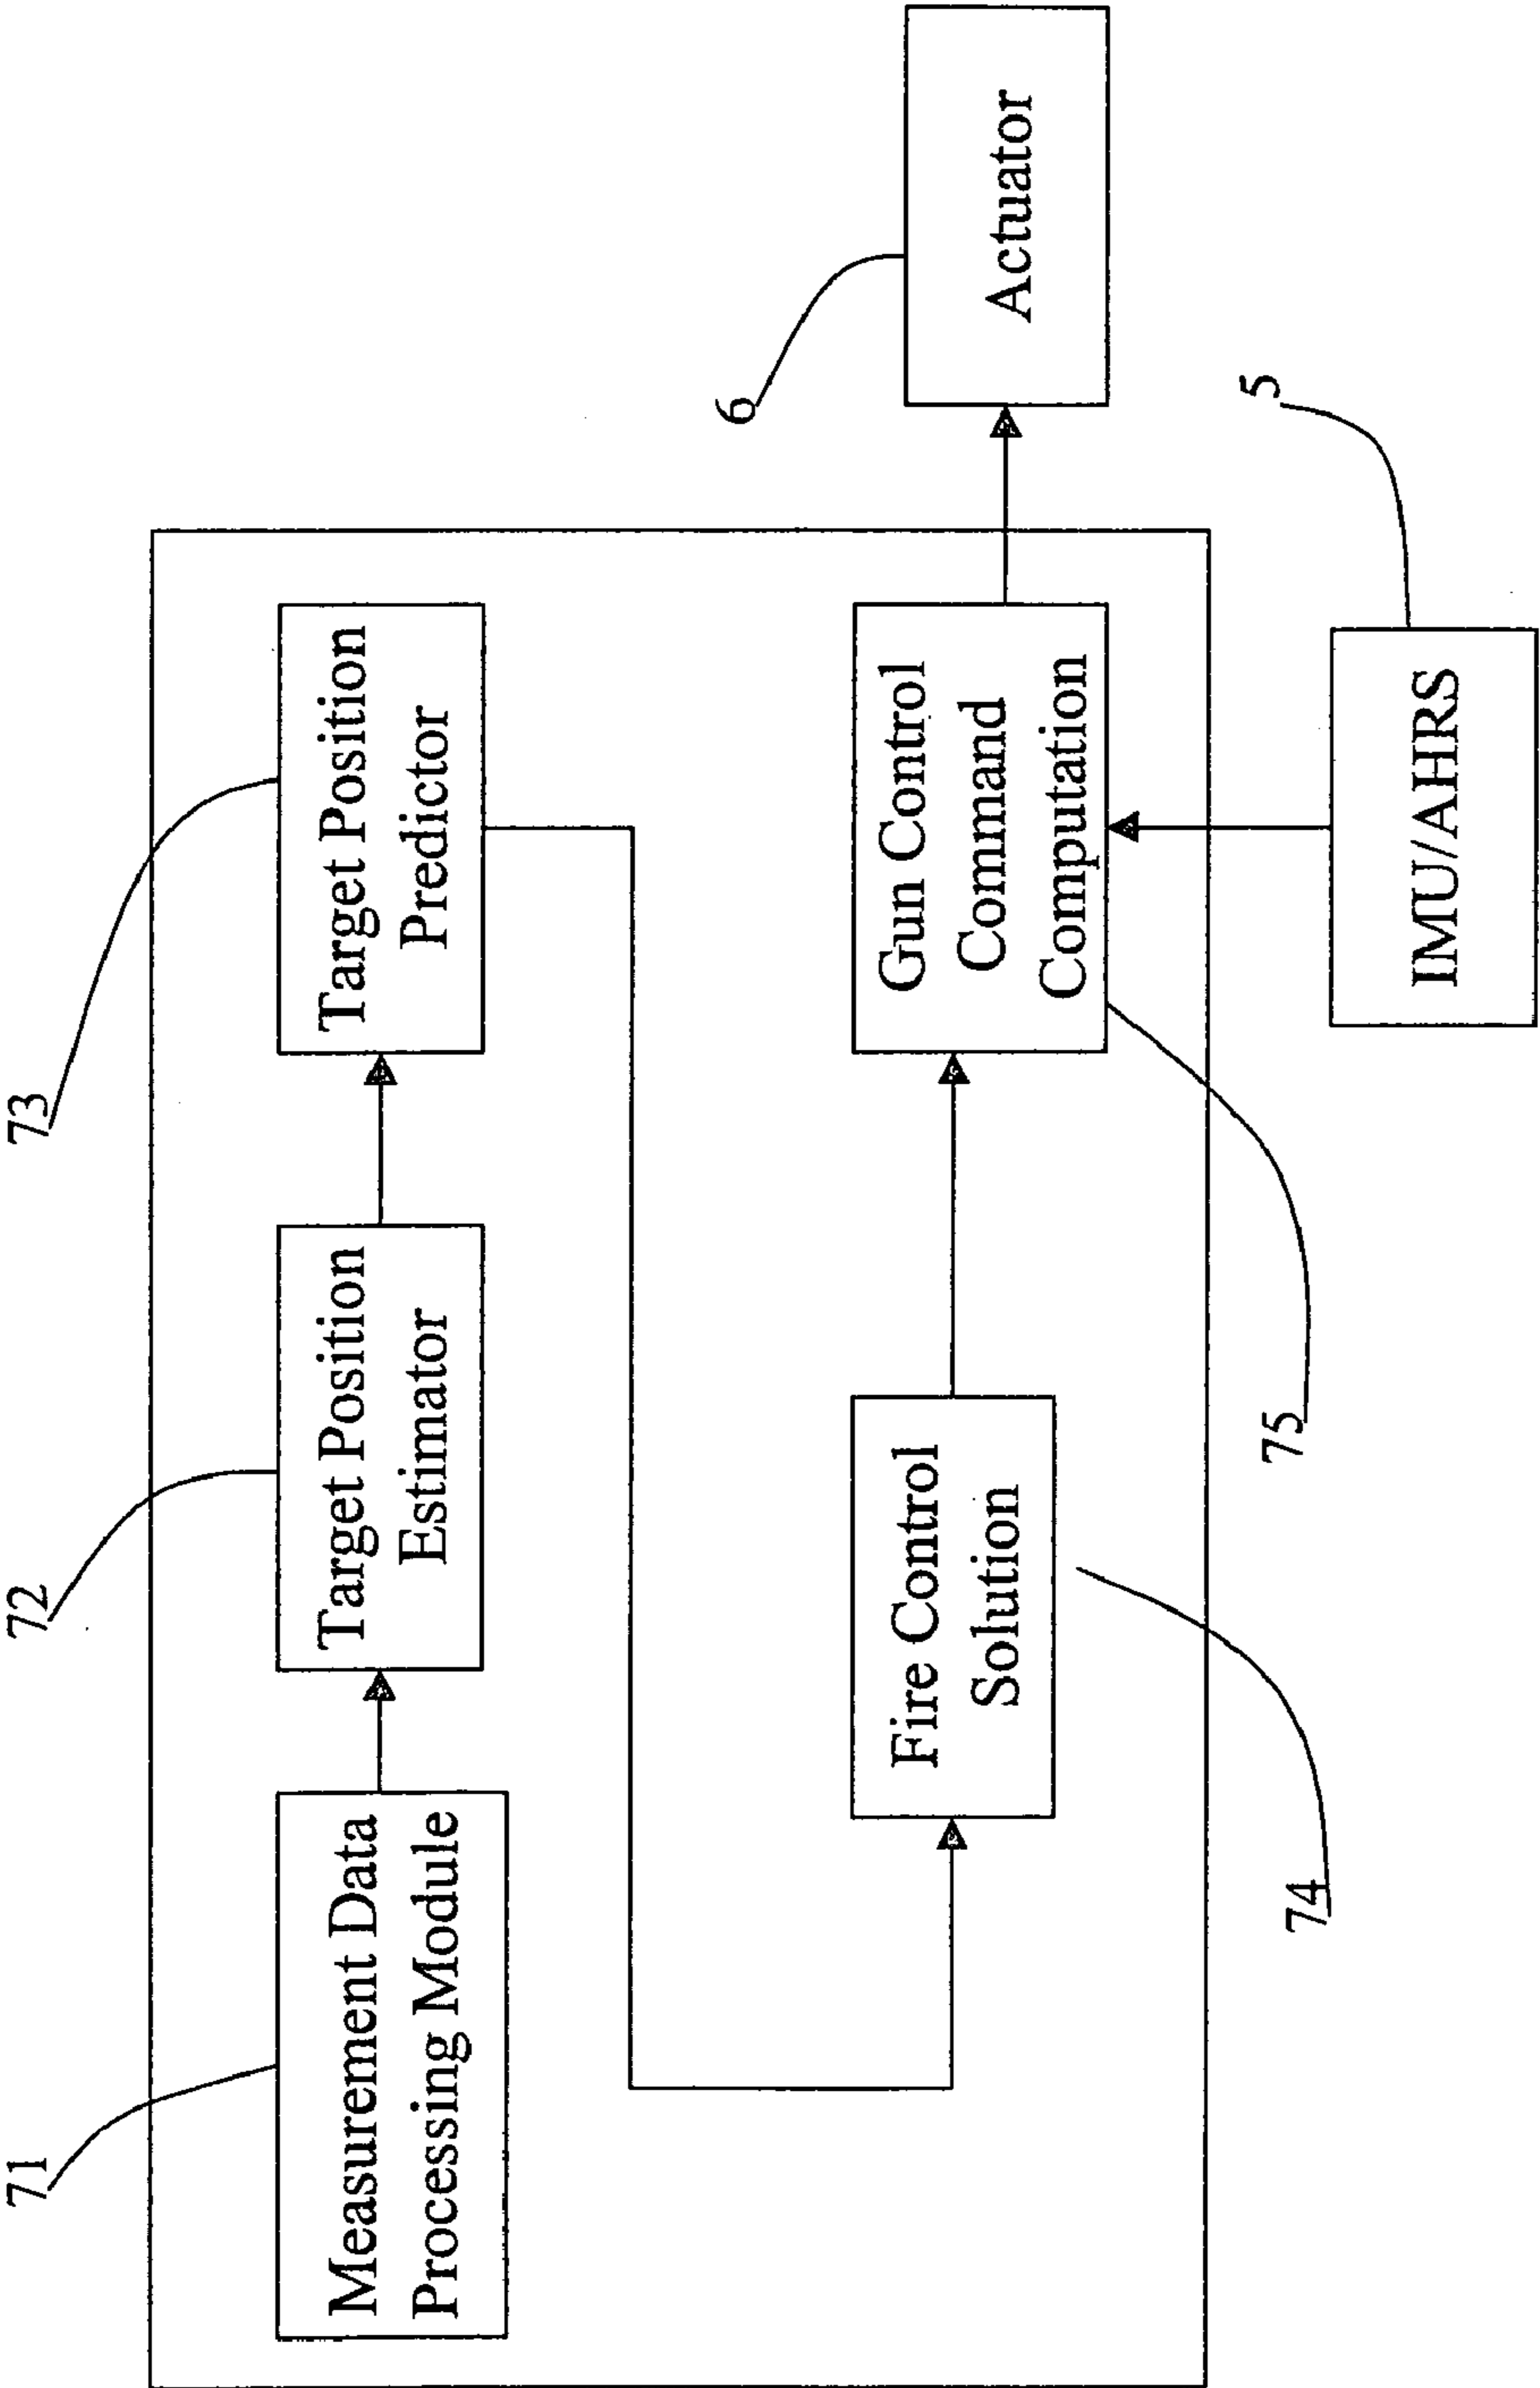 71
72
73
Measurement Data
Processing Module
Target Position
Estimator
Target Position
Predictor
6
Fire Control
Solution
Gun Control
Command
Computation
Actuator
74
75
5
IMU/AHRS